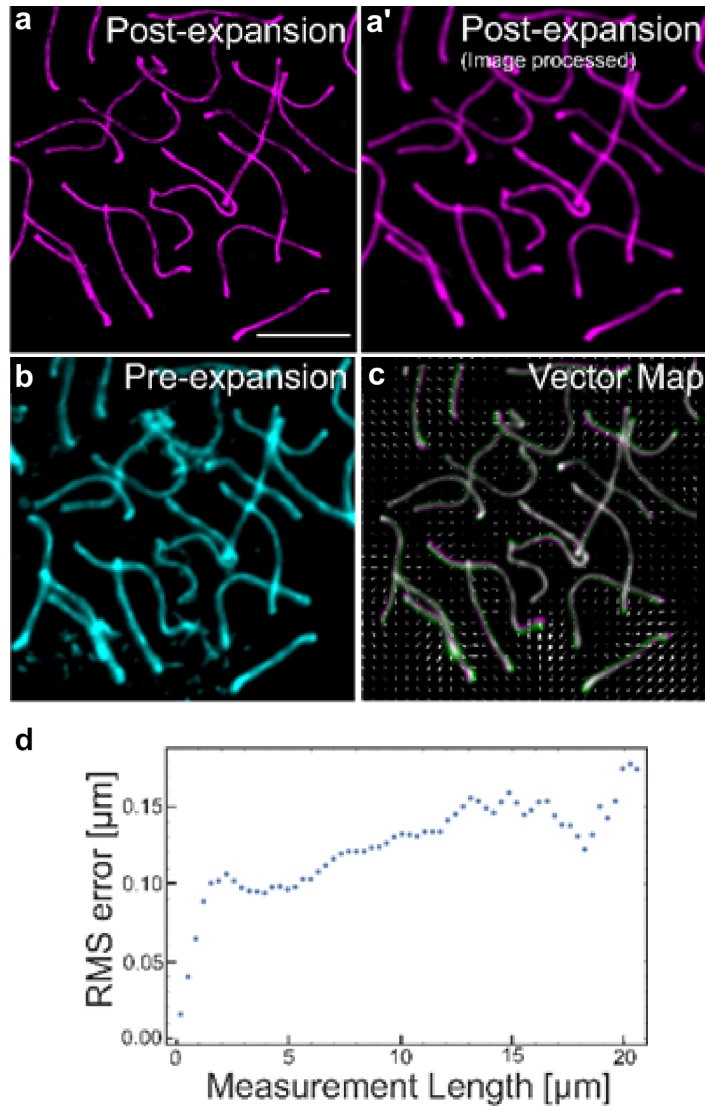 a
Post-expansion
a'
Post-expansion
(Image processed)
b
Pre-expansion
c
Vector Map
d
RMS error [µm]
0.15
0.10
0.05
0.00
0
5
10
15
20
Measurement Length [µm]